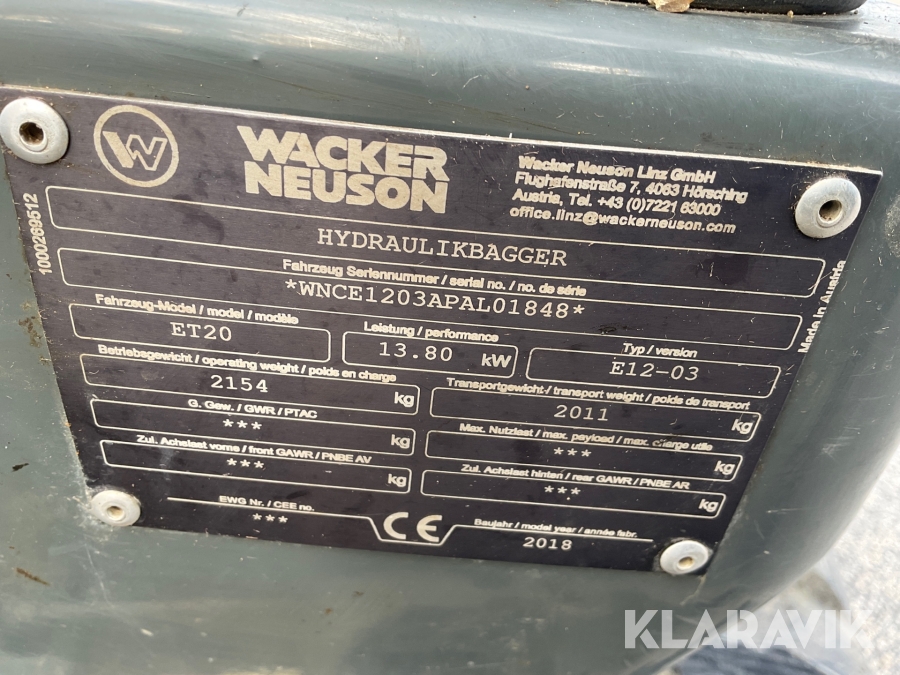 W
WACKER
NEUSON
Wacker Neuson Linz GmbH
Flughafenstraße 7, 4063 Hörsching
Austria, Tel. +43 (0)7221 63000
office.linz@wackerneuson.com
1000269512
HYDRAULIKBAGGER
Fahrzeug Seriennummer / serial no. / no. de série
*WNCE1203APAL01848*
Fahrzeug-Model / model / modèle
ET20
Leistung / performance
13.80 kW
Typ / version
E12-03
Betriebsgewicht / operating weight / poids en charge
2154 kg
Transportgewicht / transport weight / poids de transport
2011 kg
G. Gew. / GWR / PTAC
*** kg
Max. Nutzlast / max. payload / max. charge utile
*** kg
Zul. Achslast vorne / front GAWR / PNBE AV
*** kg
Zul. Achslast hinten / rear GAWR / PNBE AR
*** kg
EWG Nr. / CEE no.
***
CE
Baujahr / model year / année fabr.
2018
Made in Austria
KLARAVIK